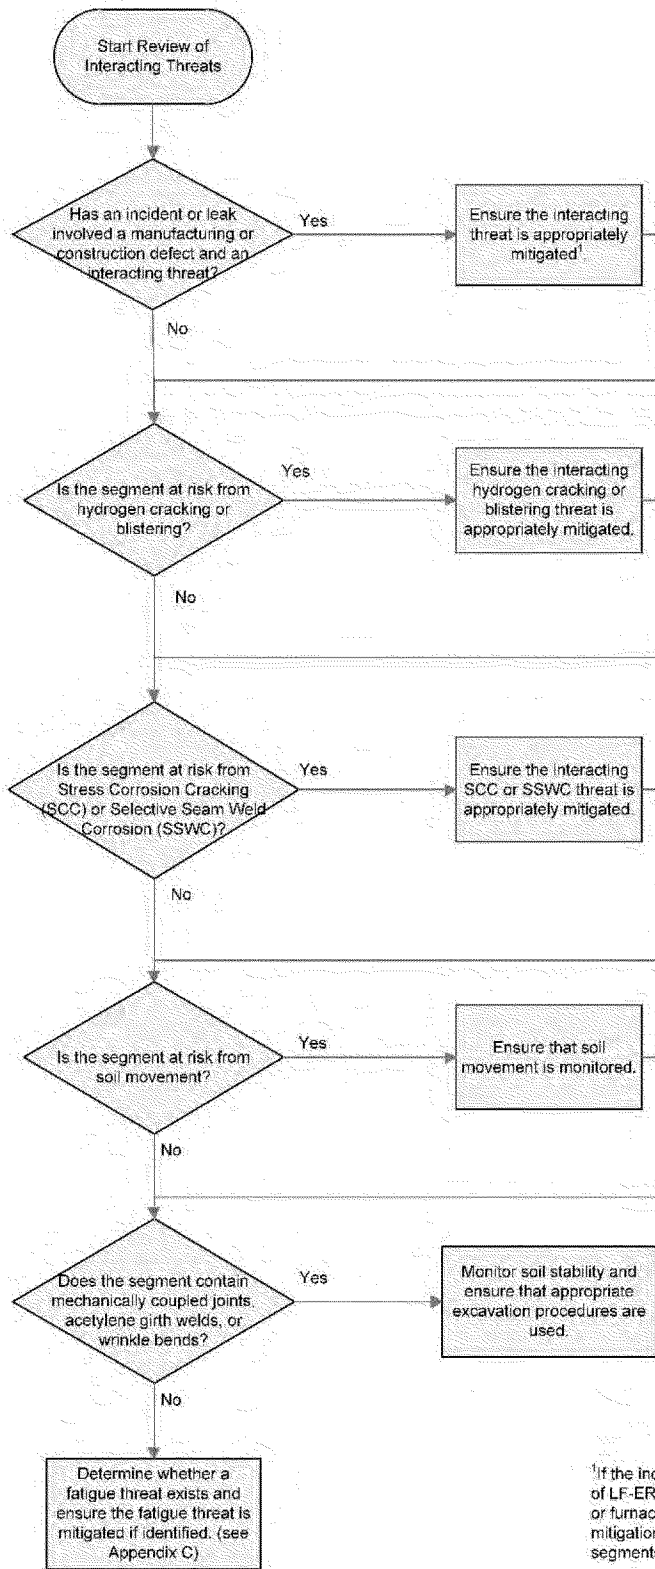 Start Review of
Interacting Threats
Has an incident or leak
involved a manufacturing or
construction defect and an
interacting threat?
Yes
Ensure the interacting
threat is appropriately
mitigated¹
No
Is the segment at risk from
hydrogen cracking or
blistering?
Yes
Ensure the interacting
hydrogen cracking or
blistering threat is
appropriately mitigated.
No
Is the segment at risk from
Stress Corrosion Cracking
(SCC) or Selective Seam Weld
Corrosion (SSWC)?
Yes
Ensure the interacting
SCC or SSWC threat is
appropriately mitigated.
No
Is the segment at risk from
soil movement?
Yes
Ensure that soil
movement is monitored.
No
Does the segment contain
mechanically coupled joints,
acetylene girth welds, or
wrinkle bends?
Yes
Monitor soil stability and
ensure that appropriate
excavation procedures are
used.
No
Determine whether a
fatigue threat exists and
ensure the fatigue threat is
mitigated if identified. (see
Appendix C)
¹If the
of LF-ER
or
mitigation